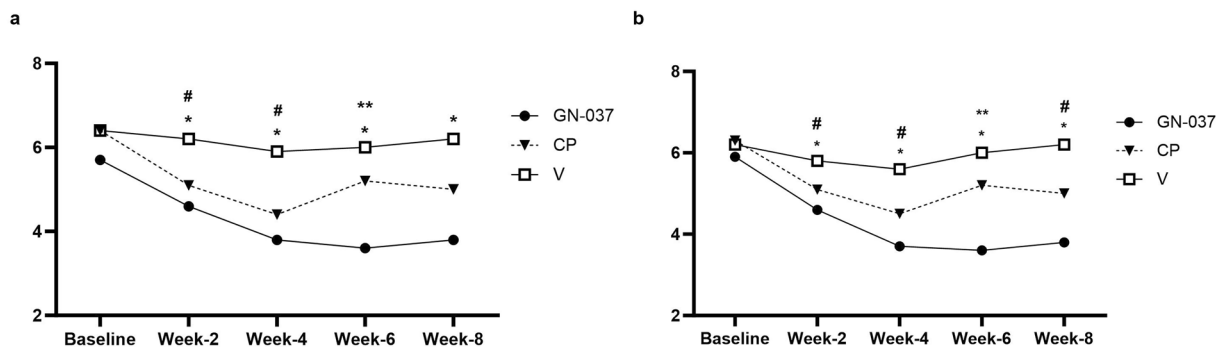 a
8
6
4
2
# # **
* * * *
Baseline Week-2 Week-4 Week-6 Week-8
GN-037
CP
V
b
8
6
4
2
# # ** #
* * * *
Baseline Week-2 Week-4 Week-6 Week-8
GN-037
CP
V